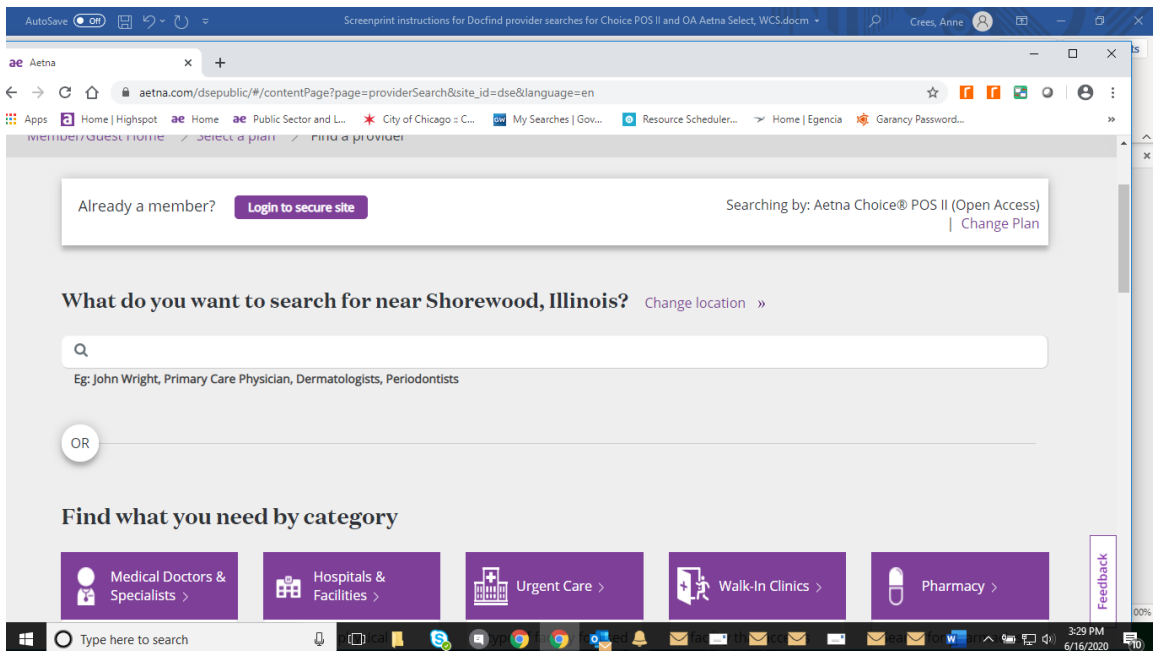 AutoSave Off Screenprint instructions for Docfind provider searches for Choice POS II and OA Aetna Select, WCS.docm Crees, Anne
ae Aetna
aetna.com/dsepublic/#/contentPage?page=providerSearch&site_id=dse&language=en
Apps Home | Highspot ae Home ae Public Sector and L... City of Chicago :: C... GW My Searches | Gov... Resource Scheduler... Home | Egencia Garancy Password...
Member/Guest Home > Select a plan > Find a provider
Already a member? Login to secure site
Searching by: Aetna Choice® POS II (Open Access)
| Change Plan
What do you want to search for near Shorewood, Illinois? Change location »
Eg: John Wright, Primary Care Physician, Dermatologists, Periodontists
OR
Find what you need by category
Medical Doctors &
Specialists >
Hospitals &
Facilities >
Urgent Care >
Walk-In Clinics >
Pharmacy >
Feedback
00%
Type here to search
3:29 PM
6/16/2020